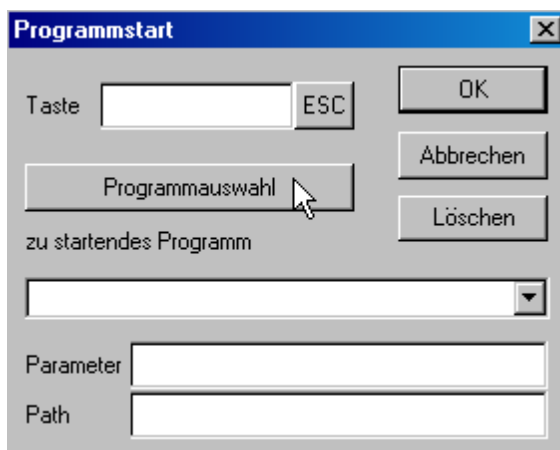 Programmstart
Taste ESC OK
Abbrechen
Programmauswahl
Löschen
zu startendes Programm
Parameter
Path